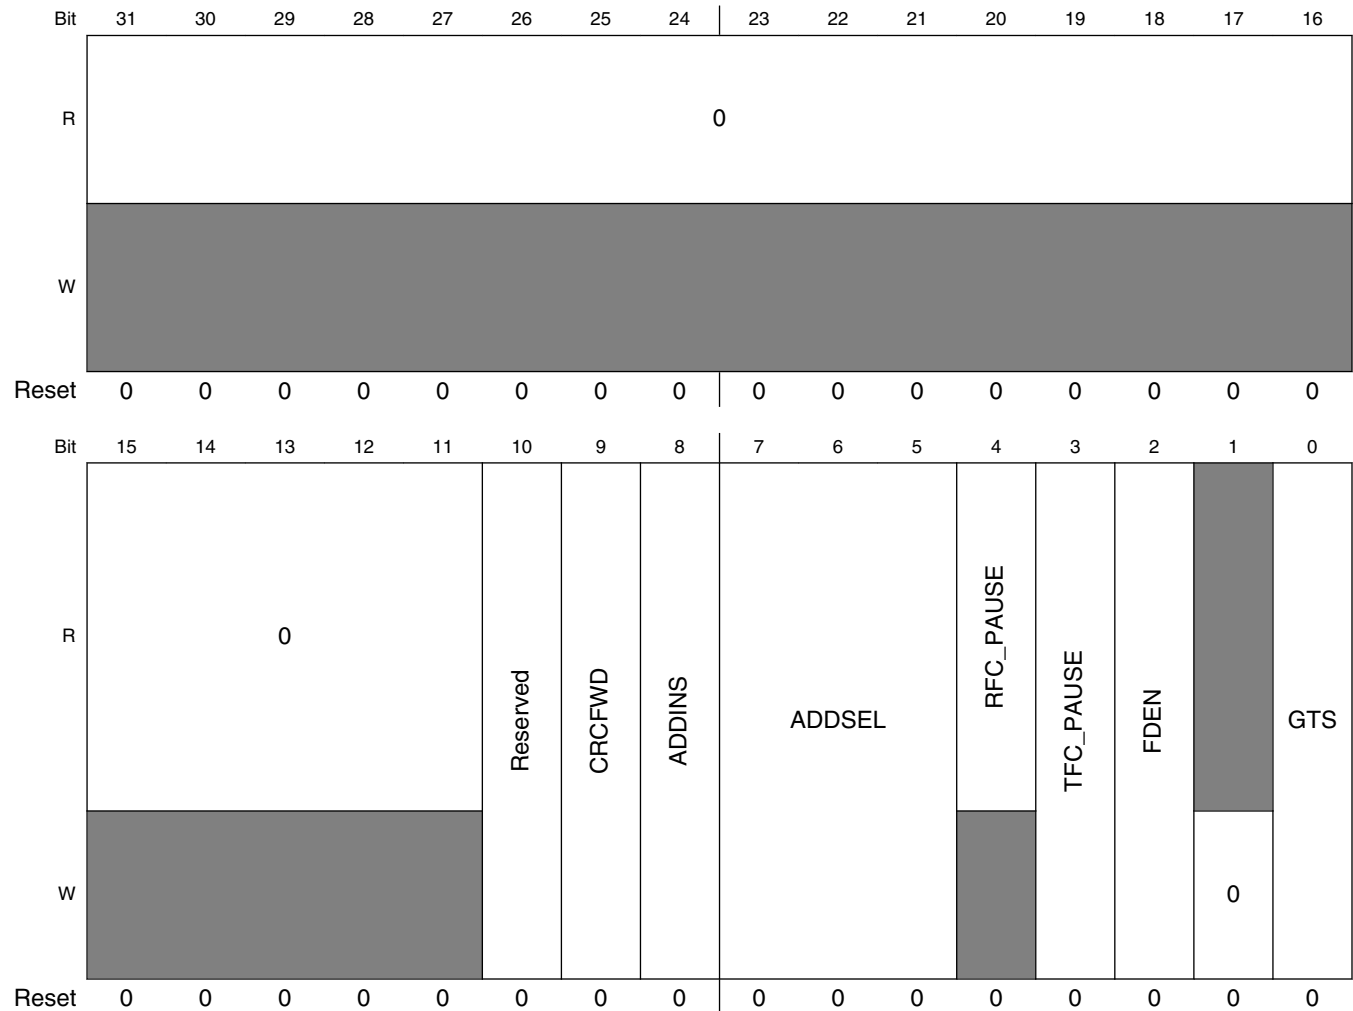 Bit 31 30 29 28 27 26 25 24 23 22 21 20 19 18 17 16
R 0
W
Reset 0 0 0 0 0 0 0 0 0 0 0 0 0 0 0 0
Bit 15 14 13 12 11 10 9 8 7 6 5 4 3 2 1 0
R 0 Reserved CRCFWD ADDINS ADDSEL RFC_PAUSE TFC_PAUSE FDEN GTS
W 0
Reset 0 0 0 0 0 0 0 0 0 0 0 0 0 0 0 0